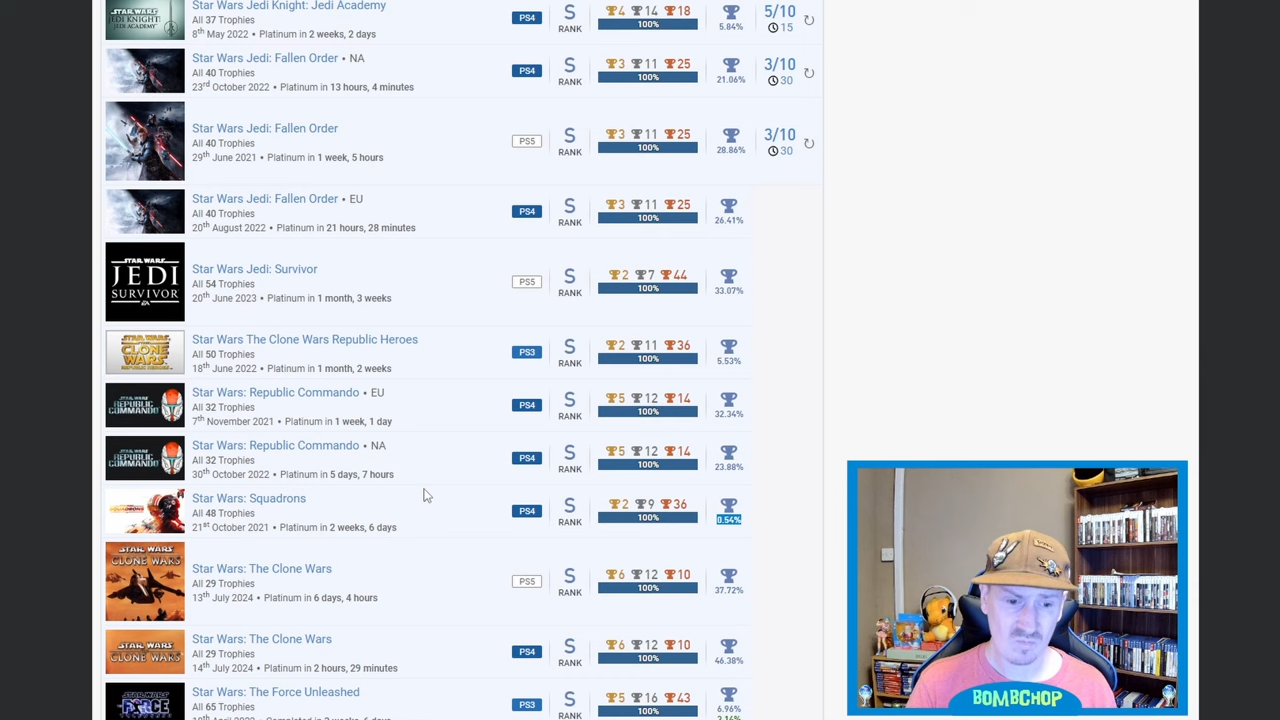 Star Wars Jedi Knight: Jedi Academy
All 37 Trophies
8th May 2022 • Platinum in 2 weeks, 2 days
PS4
S RANK
4 14 18
100%
5.84%
5/10
15
Star Wars Jedi: Fallen Order • NA
All 40 Trophies
23rd October 2022 • Platinum in 13 hours, 4 minutes
PS4
S RANK
3 11 25
100%
21.06%
3/10
30
Star Wars Jedi: Fallen Order
All 40 Trophies
29th June 2021 • Platinum in 1 week, 5 hours
PS5
S RANK
3 11 25
100%
28.86%
3/10
30
Star Wars Jedi: Fallen Order • EU
All 40 Trophies
20th August 2022 • Platinum in 21 hours, 28 minutes
PS4
S RANK
3 11 25
100%
26.41%
STAR WARS
JEDI
SURVIVOR
EA
Star Wars Jedi: Survivor
All 54 Trophies
20th June 2023 • Platinum in 1 month, 3 weeks
PS5
S RANK
2 7 44
100%
33.07%
Star Wars The Clone Wars Republic Heroes
All 50 Trophies
18th June 2022 • Platinum in 1 month, 2 weeks
PS3
S RANK
2 11 36
100%
5.53%
REPUBLIC
COMMANDO
Star Wars: Republic Commando • EU
All 32 Trophies
7th November 2021 • Platinum in 1 week, 1 day
PS4
S RANK
5 12 14
100%
32.34%
REPUBLIC
COMMANDO
Star Wars: Republic Commando • NA
All 32 Trophies
30th October 2022 • Platinum in 5 days, 7 hours
PS4
S RANK
5 12 14
100%
23.88%
Star Wars: Squadrons
All 48 Trophies
21st October 2021 • Platinum in 2 weeks, 6 days
PS4
S RANK
2 9 36
100%
0.54%
STAR WARS
CLONE WARS
Star Wars: The Clone Wars
All 29 Trophies
13th July 2024 • Platinum in 6 days, 4 hours
PS5
S RANK
6 12 10
100%
37.72%
STAR WARS
CLONE WARS
Star Wars: The Clone Wars
All 29 Trophies
14th July 2024 • Platinum in 2 hours, 29 minutes
PS4
S RANK
6 12 10
100%
46.38%
Star Wars: The Force Unleashed
All 65 Trophies
PS3
S RANK
5 16 43
100%
6.96%
BOMBCHOP